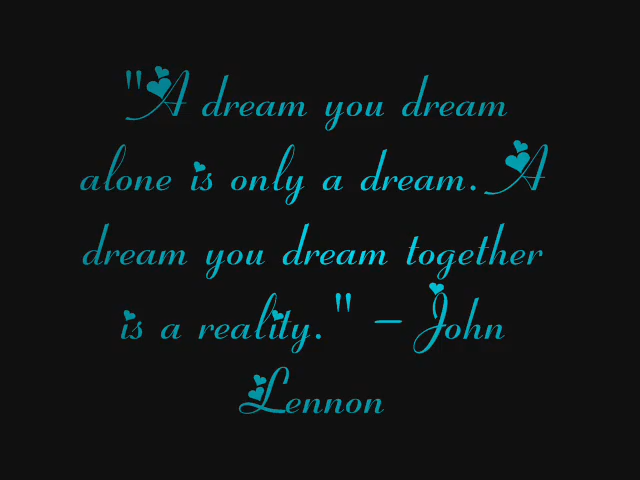 "A dream you dream
alone is only a dream. A
dream you dream together
is a reality." – John
Lennon